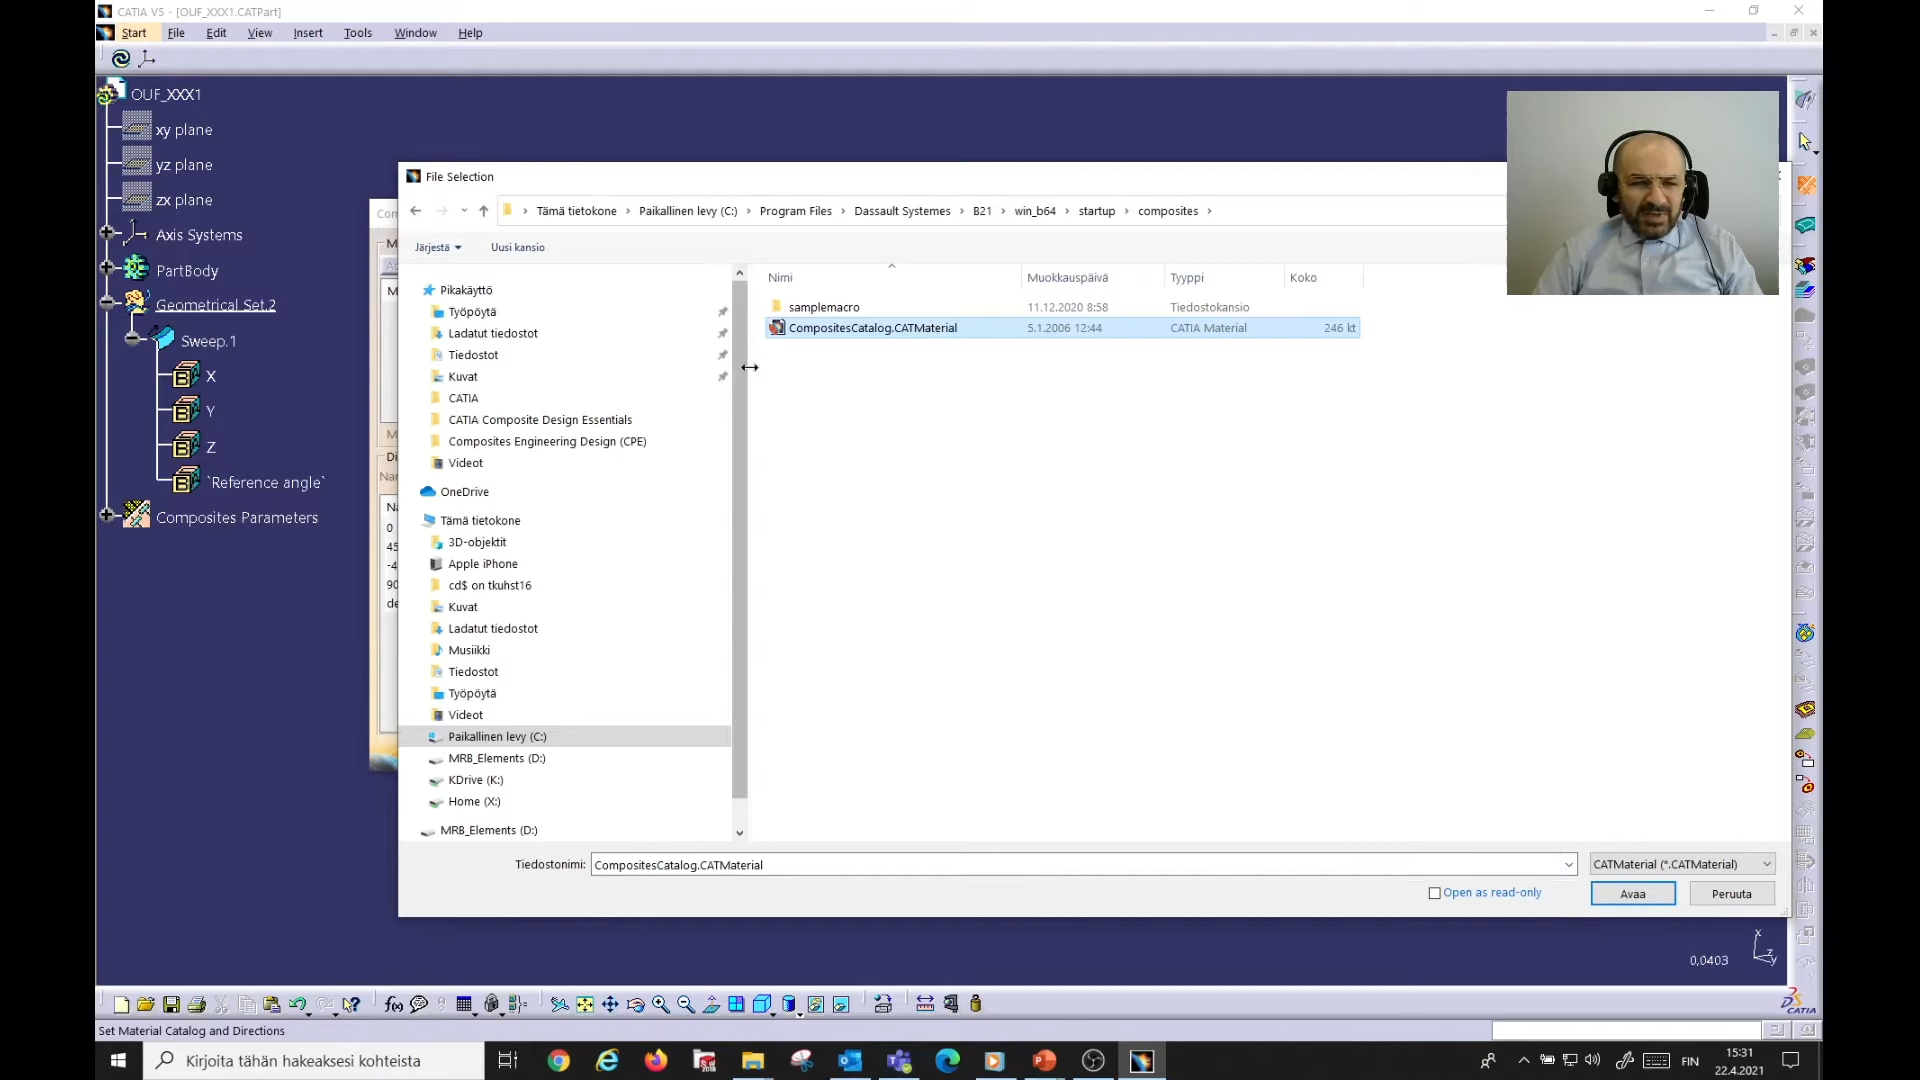 CATIA V5 - [OUF_XXX1.CATPart]
Start File Edit View Insert Tools Window Help
OUF_XXX1
xy plane
yz plane
zx plane
Axis Systems
PartBody
Geometrical Set.2
Sweep.1
X
Y
Z
`Reference angle`
Composites Parameters
File Selection
Tämä tietokone › Paikallinen levy (C:) › Program Files › Dassault Systemes › B21 › win_b64 › startup › composites ›
Järjestä Uusi kansio
Pikakäyttö
Työpöytä
Ladatut tiedostot
Tiedostot
Kuvat
CATIA
CATIA Composite Design Essentials
Composites Engineering Design (CPE)
Videot
OneDrive
Tämä tietokone
3D-objektit
Apple iPhone
cd$ on tkuhst16
Kuvat
Ladatut tiedostot
Musiikki
Tiedostot
Työpöytä
Videot
Paikallinen levy (C:)
MRB_Elements (D:)
KDrive (K:)
Home (X:)
MRB_Elements (D:)
Nimi Muokkauspäivä Tyyppi Koko
samplemacro 11.12.2020 8:58 Tiedostokansio
CompositesCatalog.CATMaterial 5.1.2006 12:44 CATIA Material 246 kt
Tiedostonimi: CompositesCatalog.CATMaterial CATMaterial (*.CATMaterial)
Open as read-only Avaa Peruuta
0,0403
Set Material Catalog and Directions
Kirjoita tähän hakeaksesi kohteista
FIN
15:31
22.4.2021